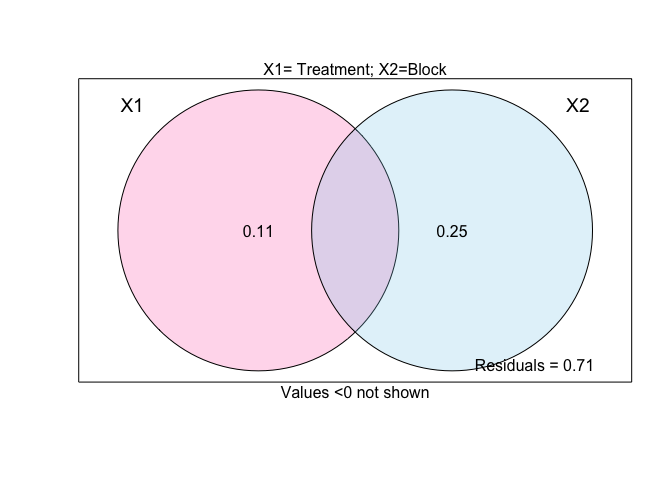 X1= Treatment; X2=Block
X1
X2
0.11
0.25
Residuals = 0.71
Values <0 not shown